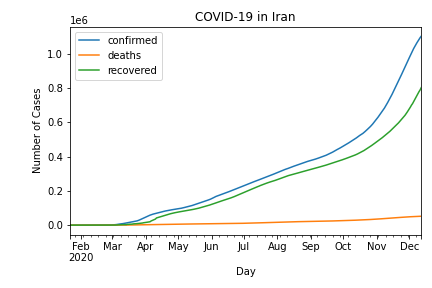 COVID-19 in Iran
1e6
confirmed
deaths
recovered
Number of Cases
1.0
0.8
0.6
0.4
0.2
0.0
Feb Mar Apr May Jun Jul Aug Sep Oct Nov Dec
2020
Day